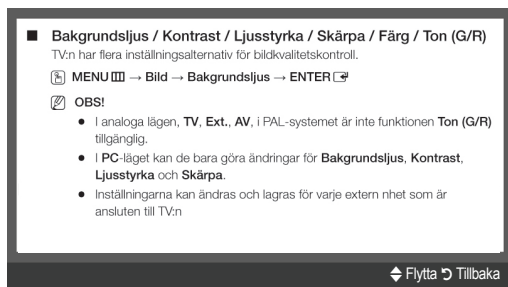 ■ Bakgrundsljus / Kontrast / Ljusstyrka / Skärpa / Färg / Ton (G/R)
TV:n har flera inställningsalternativ för bildkvalitetskontroll.
MENU → Bild → Bakgrundsljus → ENTER
OBS!
● I analoga lägen, TV, Ext., AV, i PAL-systemet är inte funktionen Ton (G/R)
tillgänglig.
● I PC-läget kan de bara göra ändringar för Bakgrundsljus, Kontrast,
Ljusstyrka och Skärpa.
● Inställningarna kan ändras och lagras för varje extern nhet som är
ansluten till TV:n
Flytta Tillbaka